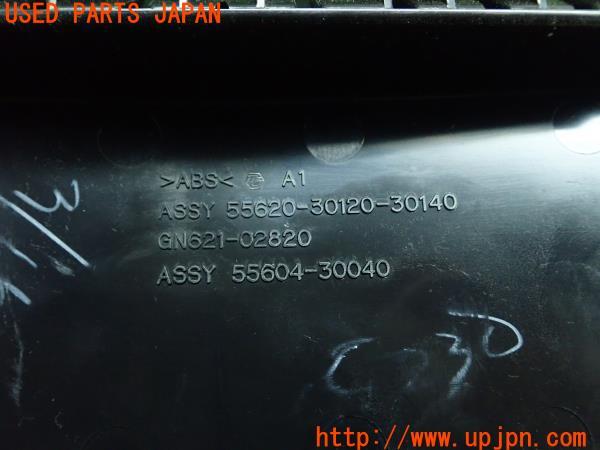 USED PARTS JAPAN
>ABS< A1
ASSY 55620-30120-30140
GN621-02820
ASSY 55604-30040
http://www.upjpn.com